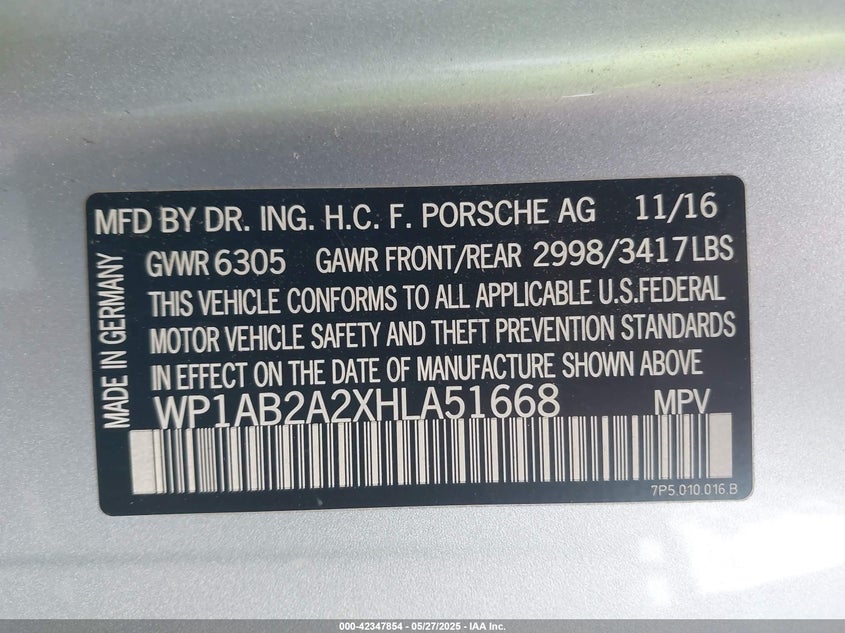 MFD BY DR. ING. H.C. F. PORSCHE AG 11/16
GVWR 6305 GAWR FRONT/REAR 2998/3417LBS
THIS VEHICLE CONFORMS TO ALL APPLICABLE U.S.FEDERAL
MOTOR VEHICLE SAFETY AND THEFT PREVENTION STANDARDS
IN EFFECT ON THE DATE OF MANUFACTURE SHOWN ABOVE
WP1AB2A2XHLA51668 MPV
MADE IN GERMANY
7P5.010.016.B
000-42347854 - 05/27/2025 - IAA Inc.